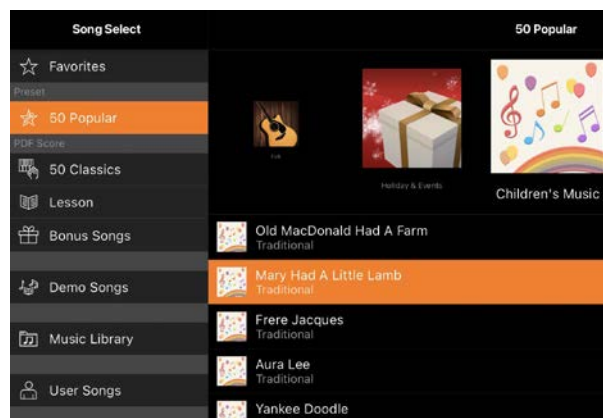 Song Select
50 Popular
Favorites
Preset
50 Popular
PDF Score
50 Classics
Lesson
Bonus Songs
Demo Songs
Music Library
User Songs
Folk
Holiday & Events
Children's Music
Old MacDonald Had A Farm
Traditional
Mary Had A Little Lamb
Traditional
Frere Jacques
Traditional
Aura Lee
Traditional
Yankee Doodle